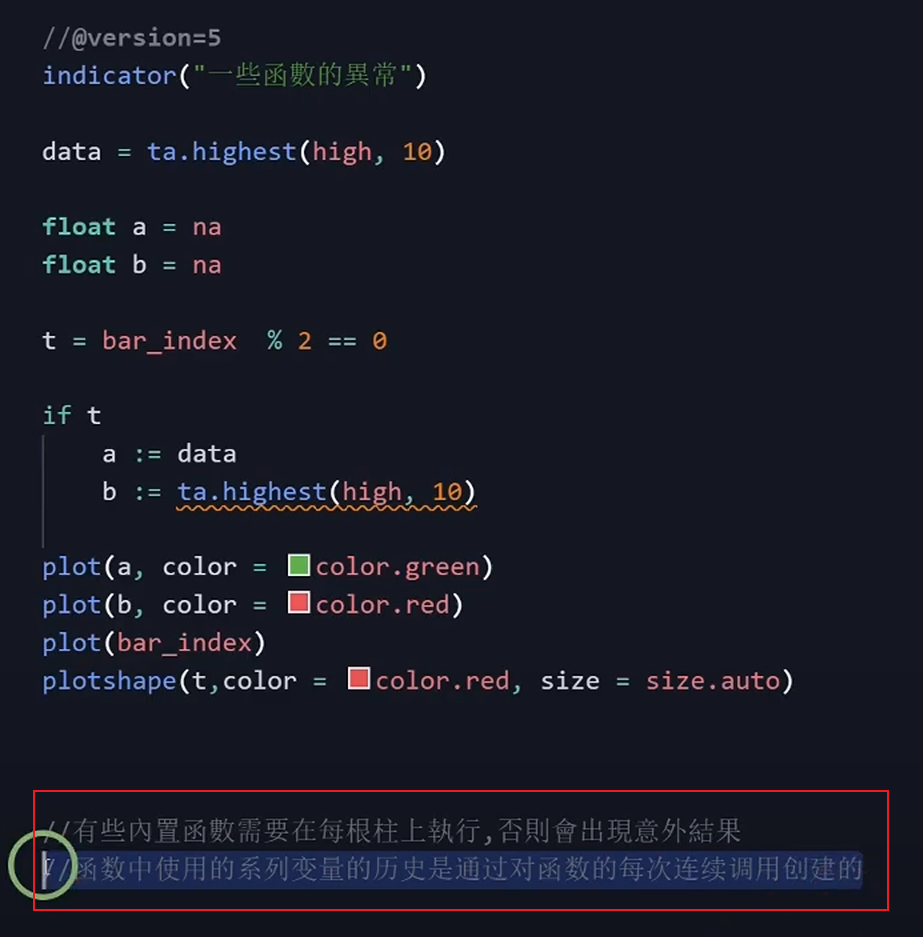 //@version=5
indicator("一些函數的異常")
data = ta.highest(high, 10)
float a = na
float b = na
t = bar_index  % 2 == 0
if t
    a := data
    b := ta.highest(high, 10)
plot(a, color = color.green)
plot(b, color = color.red)
plot(bar_index)
plotshape(t,color = color.red, size = size.auto)
//有些內置函數需要在每根柱上執行,否則會出現意外結果
//函数中使用的系列变量的历史是通过对函数的每次连续调用创建的